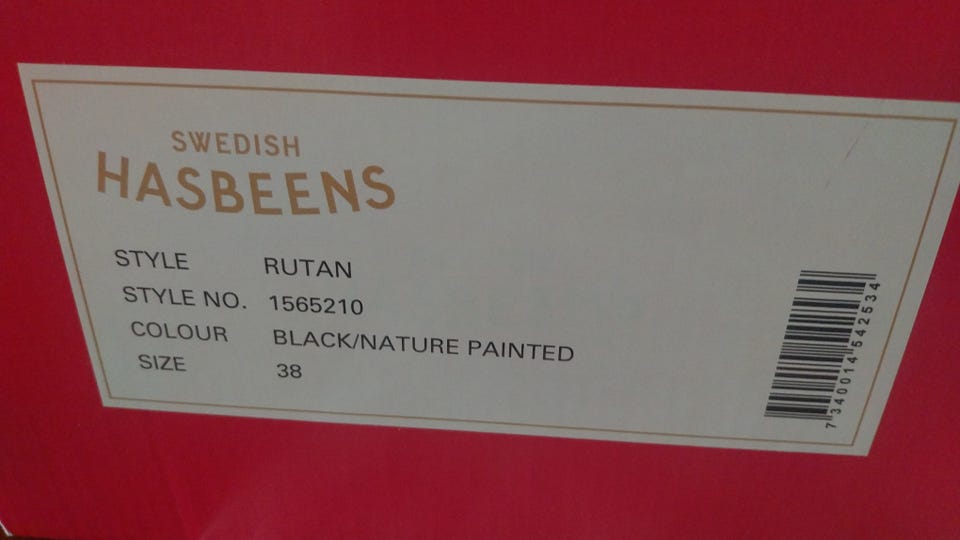 SWEDISH
HASBEENS
STYLE RUTAN
STYLE NO. 1565210
COLOUR BLACK/NATURE PAINTED
SIZE 38
7340014542534